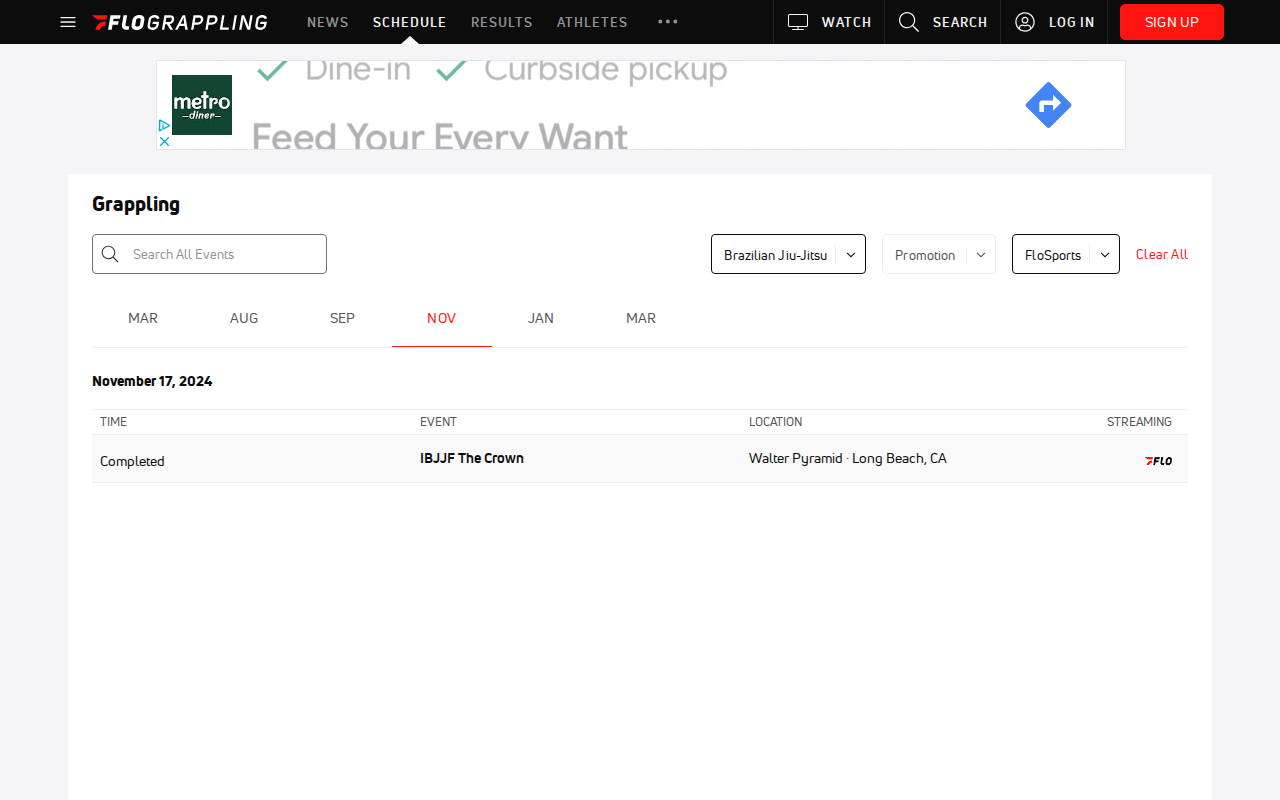 FLOGRAPPLING NEWS SCHEDULE RESULTS ATHLETES WATCH SEARCH LOG IN SIGN UP
metro
diner
Dine-in Curbside pickup
Feed Your Every Want
Grappling
Search All Events Brazilian Jiu-Jitsu Promotion FloSports Clear All
MAR AUG SEP NOV JAN MAR
November 17, 2024
TIME EVENT LOCATION STREAMING
Completed IBJJF The Crown Walter Pyramid · Long Beach, CA FLO